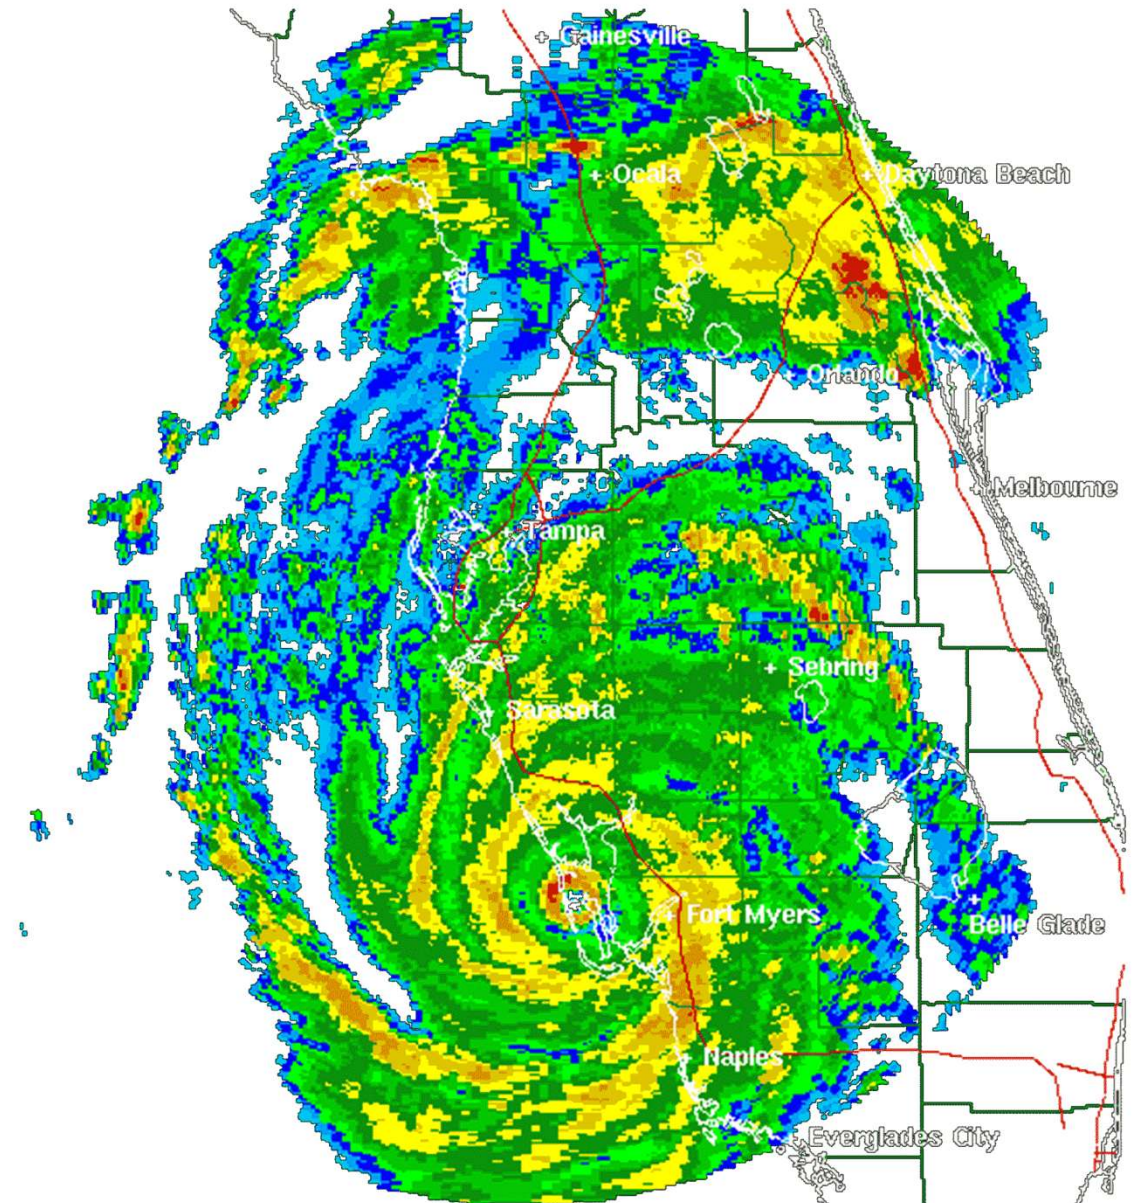 Gainesville
Ocala
Daytona Beach
Orlando
Melbourne
Tampa
Sebring
Sarasota
Fort Myers
Belle Glade
Naples
Everglades City